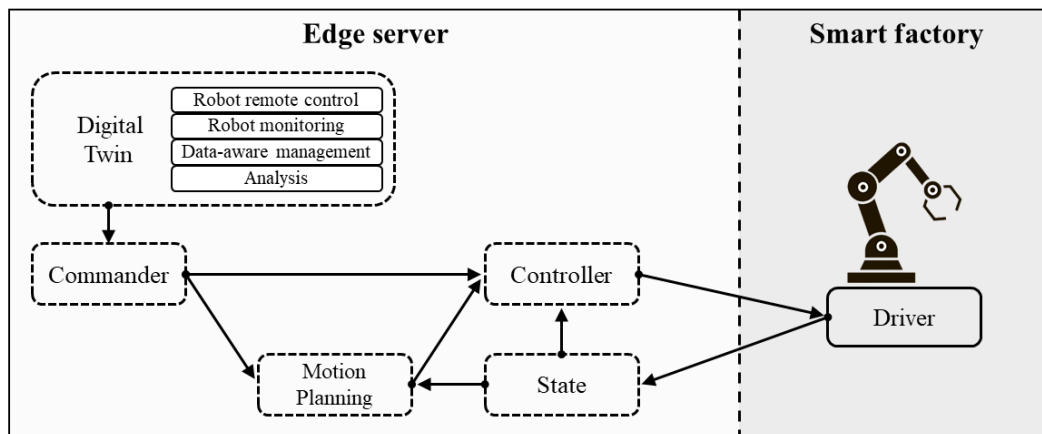 Edge server
Smart factory
Digital
Twin
Robot remote control
Robot monitoring
Data-aware management
Analysis
Commander
Controller
Driver
Motion
Planning
State